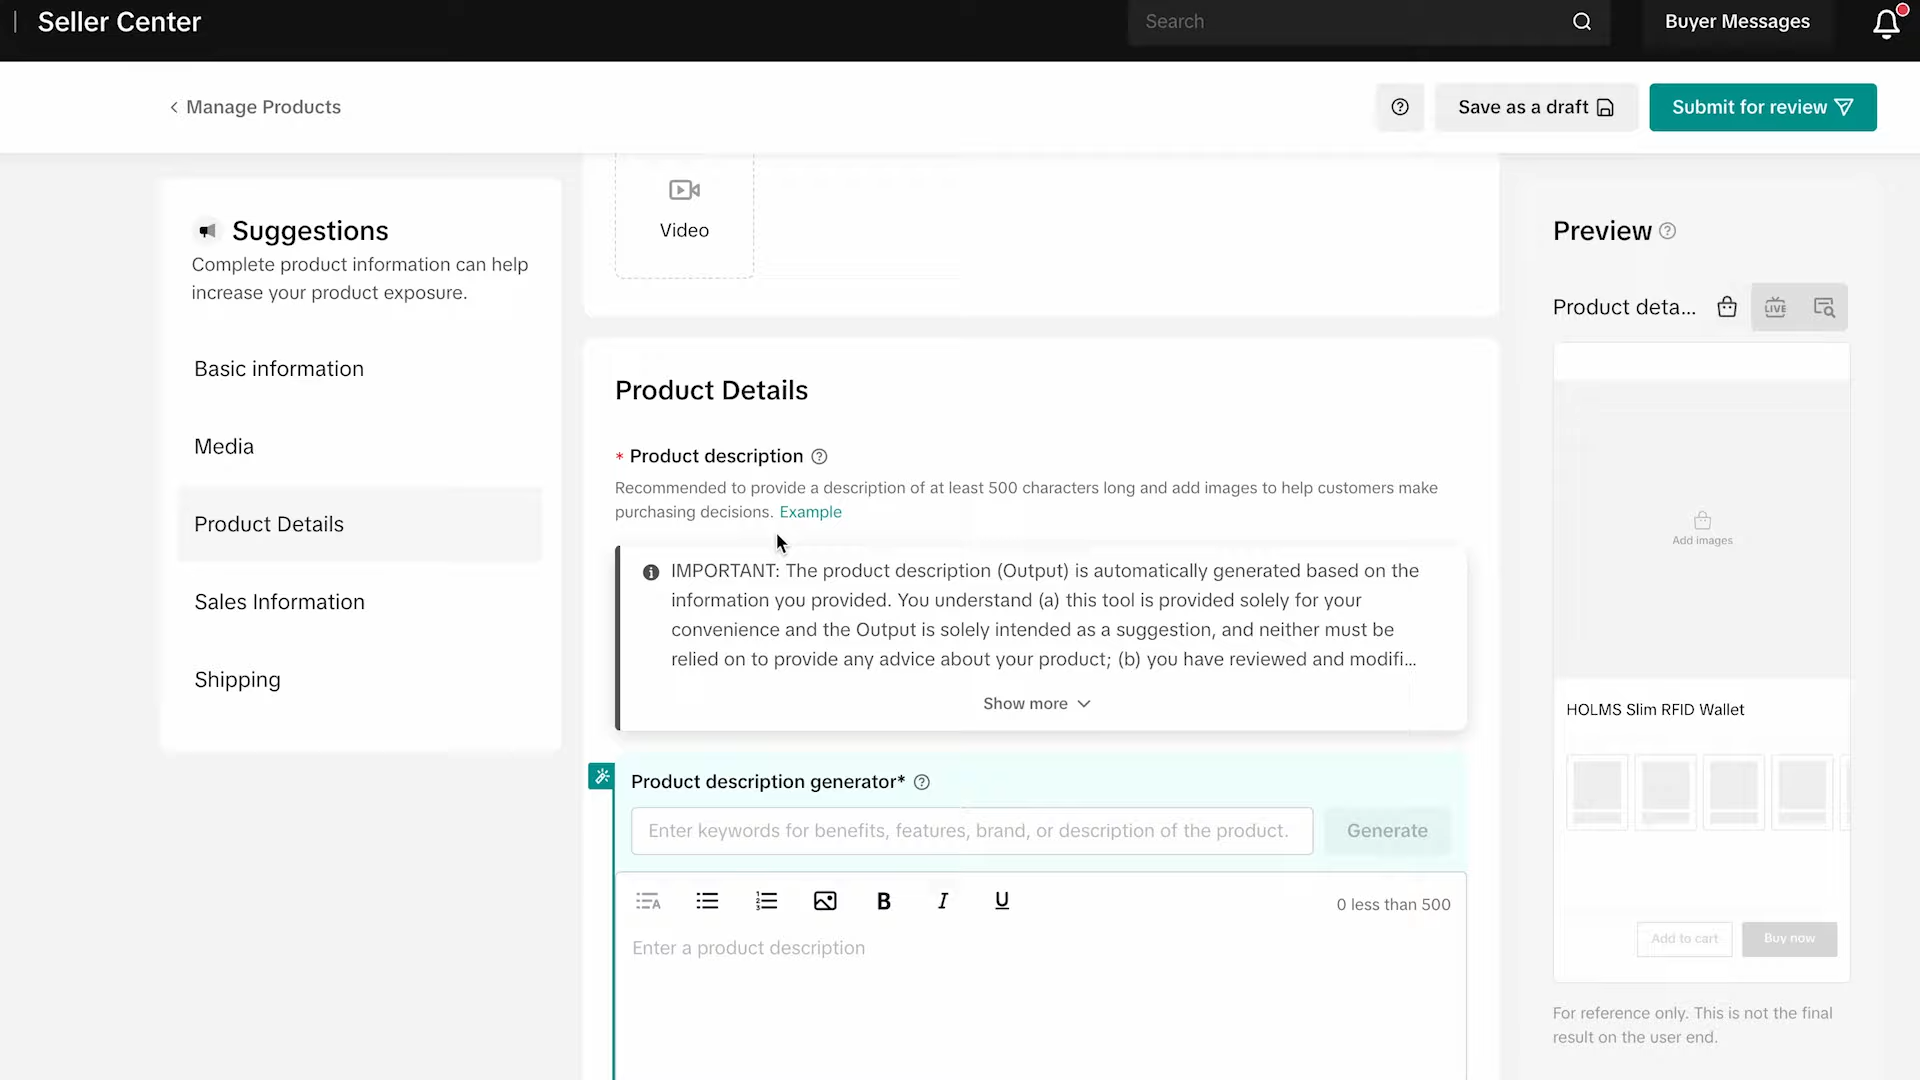 Seller Center
Search
Buyer Messages
Manage Products
Save as a draft
Submit for review
Suggestions
Complete product information can help
increase your product exposure.
Basic information
Media
Product Details
Sales Information
Shipping
Video
Product Details
* Product description
Recommended to provide a description of at least 500 characters long and add images to help customers make
purchasing decisions. Example
IMPORTANT: The product description (Output) is automatically generated based on the
information you provided. You understand (a) this tool is provided solely for your
convenience and the Output is solely intended as a suggestion, and neither must be
relied on to provide any advice about your product; (b) you have reviewed and modifi...
Show more
Product description generator*
Enter keywords for benefits, features, brand, or description of the product.
Generate
B I U
0 less than 500
Enter a product description
Preview
Product deta...
LIVE
Add images
HOLMS Slim RFID Wallet
Add to cart
Buy now
For reference only. This is not the final
result on the user end.